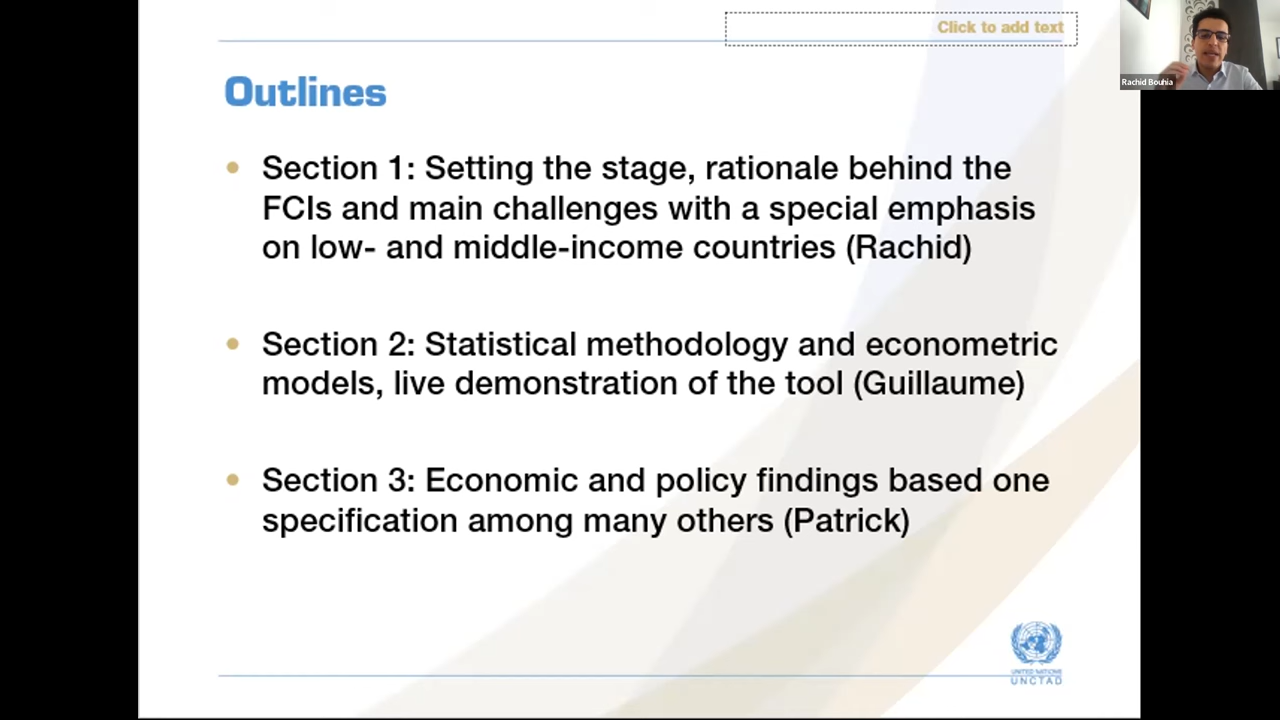 Click to add text
Rachid Bouhia
Outlines
Section 1: Setting the stage, rationale behind the
FCIs and main challenges with a special emphasis
on low- and middle-income countries (Rachid)
Section 2: Statistical methodology and econometric
models, live demonstration of the tool (Guillaume)
Section 3: Economic and policy findings based one
specification among many others (Patrick)
UNITED NATIONS
UNCTAD